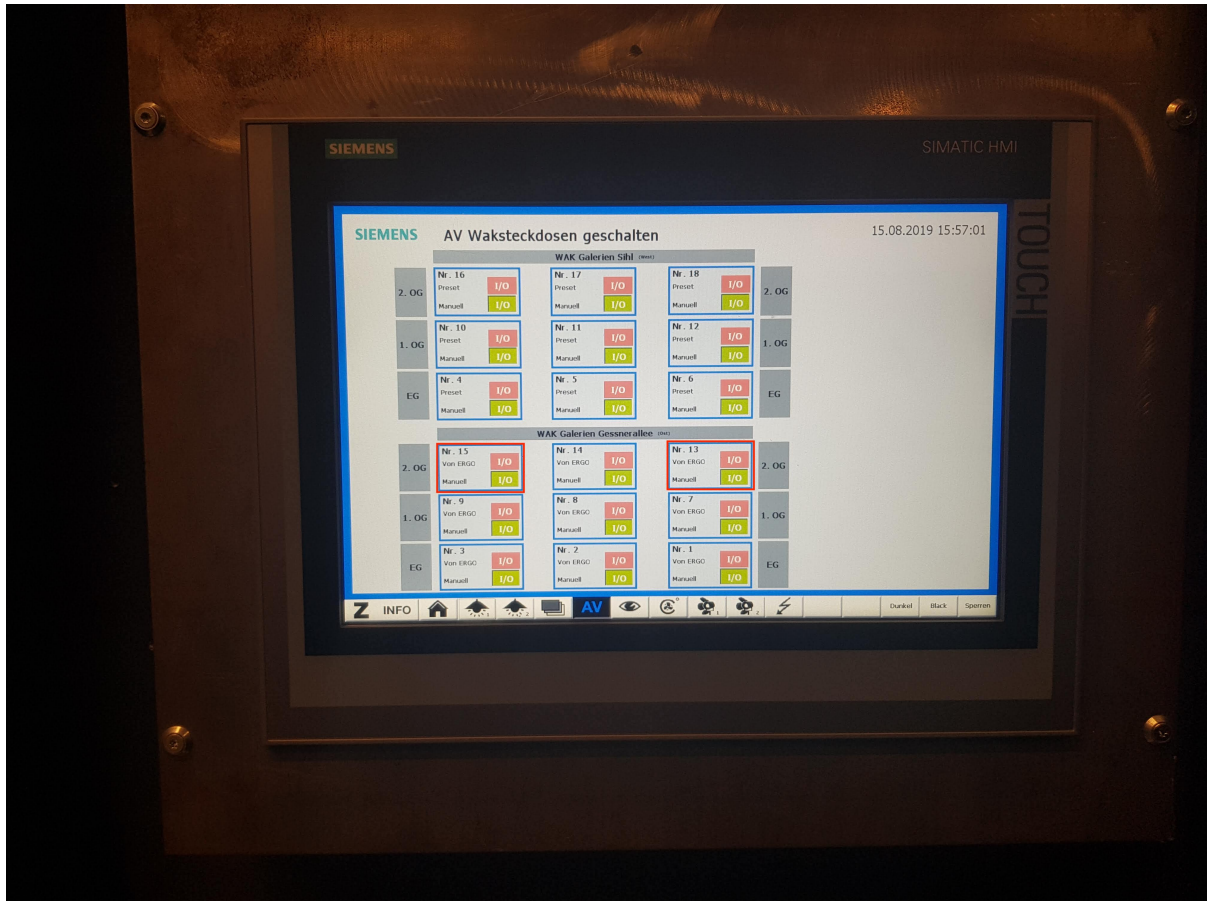 SIEMENS
SIMATIC HMI
TOUCH
SIEMENS
AV Waksteckdosen geschalten
15.08.2019 15:57:01
WAK Galerien Sihl (West)
2. OG
Nr. 16
Preset I/O
Manuell I/O
Nr. 17
Preset I/O
Manuell I/O
Nr. 18
Preset I/O
Manuell I/O
2. OG
1. OG
Nr. 10
Preset I/O
Manuell I/O
Nr. 11
Preset I/O
Manuell I/O
Nr. 12
Preset I/O
Manuell I/O
1. OG
EG
Nr. 4
Preset I/O
Manuell I/O
Nr. 5
Preset I/O
Manuell I/O
Nr. 6
Preset I/O
Manuell I/O
EG
WAK Galerien Gessnerallee (Ost)
2. OG
Nr. 15
Von ERGO I/O
Manuell I/O
Nr. 14
Von ERGO I/O
Manuell I/O
Nr. 13
Von ERGO I/O
Manuell I/O
2. OG
1. OG
Nr. 9
Von ERGO I/O
Manuell I/O
Nr. 8
Von ERGO I/O
Manuell I/O
Nr. 7
Von ERGO I/O
Manuell I/O
1. OG
EG
Nr. 3
Von ERGO I/O
Manuell I/O
Nr. 2
Von ERGO I/O
Manuell I/O
Nr. 1
Von ERGO I/O
Manuell I/O
EG
Z INFO 1 2 AV 1 2 Dunkel Black Sperren